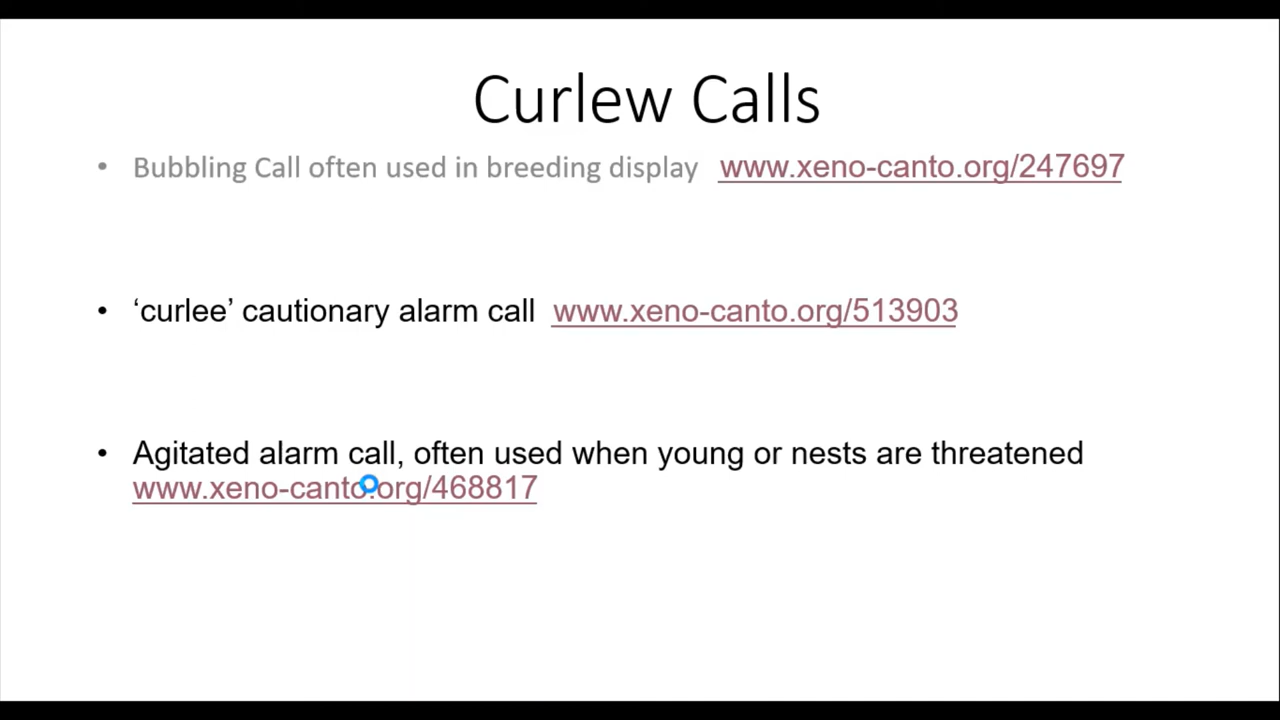 Curlew Calls
• Bubbling Call often used in breeding display www.xeno-canto.org/247697
• ‘curlee’ cautionary alarm call www.xeno-canto.org/513903
• Agitated alarm call, often used when young or nests are threatened
www.xeno-canto.org/468817